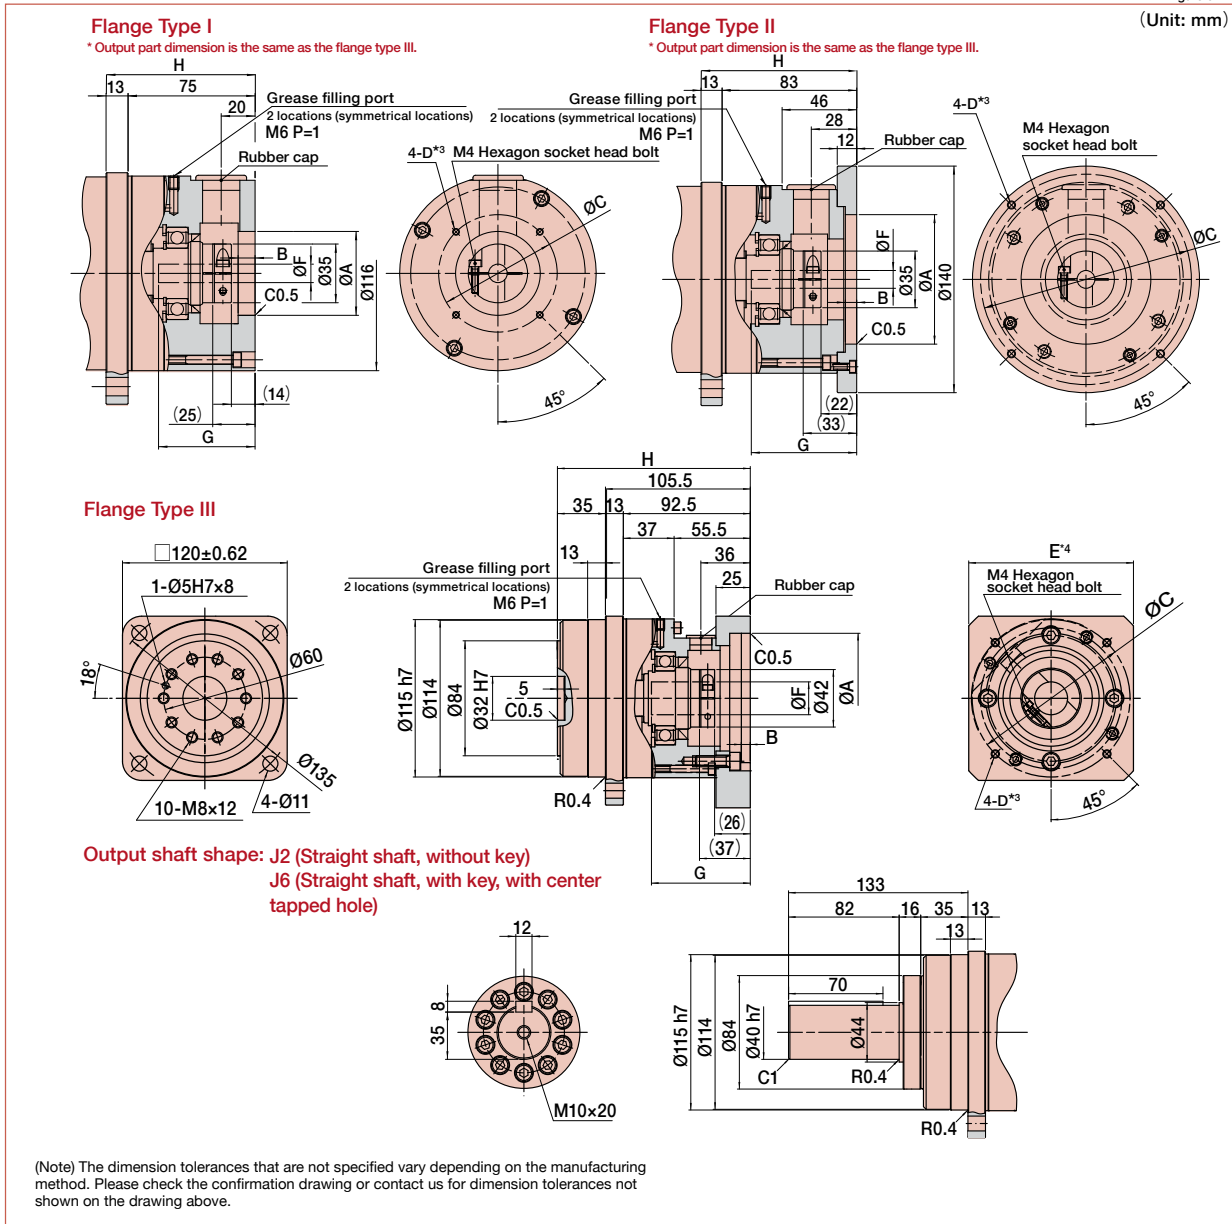 (Unit: mm)
Flange Type I
* Output part dimension is the same as the flange type III.
H
13
75
20
Grease filling port
2 locations (symmetrical locations)
M6 P=1
Rubber cap
4-D*3
M4 Hexagon socket head bolt
ØC
B
ØF
Ø35
ØA
Ø116
C0.5
(14)
(25)
G
45°
Flange Type II
* Output part dimension is the same as the flange type III.
H
13
83
46
28
12
Grease filling port
2 locations (symmetrical locations)
M6 P=1
Rubber cap
4-D*3
M4 Hexagon
socket head bolt
ØC
ØF
Ø35
ØA
Ø140
B
C0.5
(22)
(33)
G
45°
Flange Type III
□120±0.62
1-Ø5H7×8
18°
Ø60
Ø135
10-M8×12
4-Ø11
H
105.5
35
13
92.5
37
55.5
13
36
25
Grease filling port
2 locations (symmetrical locations)
M6 P=1
Rubber cap
Ø115 h7
Ø114
Ø84
Ø32 H7
5
C0.5
C0.5
ØF
Ø42
ØA
B
R0.4
(26)
(37)
G
E*4
M4 Hexagon
socket head bolt
ØC
4-D*3
45°
Output shaft shape: J2 (Straight shaft, without key)
J6 (Straight shaft, with key, with center
tapped hole)
12
8
35
M10×20
133
82
16
35
13
13
70
Ø115 h7
Ø114
Ø84
Ø40 h7
Ø44
C1
R0.4
R0.4
(Note) The dimension tolerances that are not specified vary depending on the manufacturing
method. Please check the confirmation drawing or contact us for dimension tolerances not
shown on the drawing above.